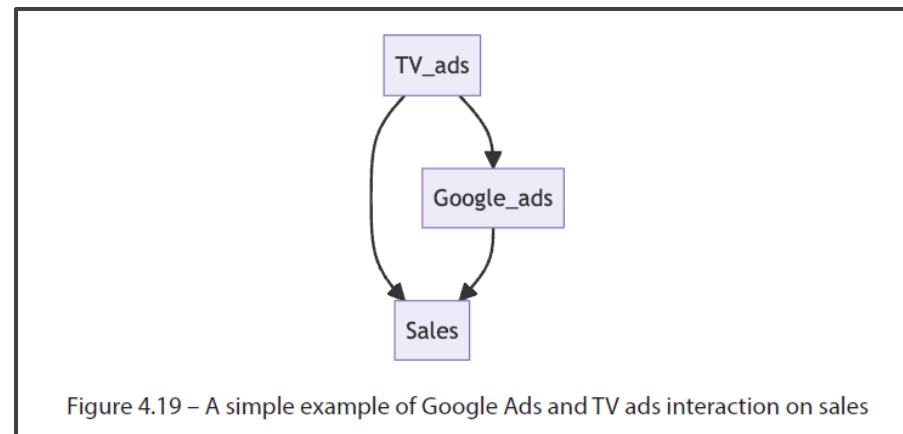 TV_ads
Google_ads
Sales
Figure 4.19 – A simple example of Google Ads and TV ads interaction on sales